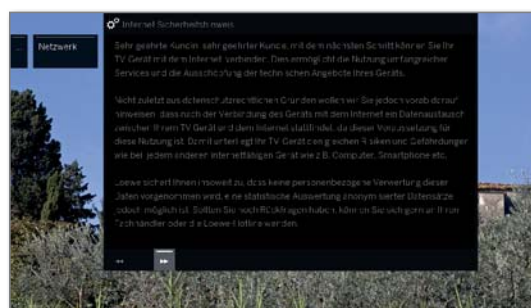 Internet Sicherheitshinweis
... Netzwerk
Sehr geehrte Kundin, sehr geehrter Kunde, mit dem nächsten Schritt können Sie Ihr
TV Gerät mit dem Internet verbinden. Dies ermöglicht die Nutzung umfangreicher
Services und die Ausschöpfung der technischen Angebote Ihres Geräts.
Nicht zuletzt aus datenschutzrechtlichen Gründen wollen wir Sie jedoch vorab darauf
hinweisen, dass nach der Verbindung des Geräts mit dem Internet ein Datenaustausch
zwischen Ihrem TV Gerät und dem Internet stattfindet, da dieser Voraussetzung für
diese Nutzung ist. Damit unterliegt Ihr TV Gerät den gleichen Risiken und Gefährdungen
wie bei jedem anderen internetfähigen Gerät wie z.B. Computer, Smartphone etc.
Loewe sichert Ihnen insoweit zu, dass keine personenbezogene Verwertung dieser
Daten vorgenommen wird, eine statistische Auswertung anonymisierter Datensätze
jedoch möglich ist. Sollten Sie noch Rückfragen haben, können Sie sich gern an Ihren
Fachhändler oder die Loewe-Hotline wenden.